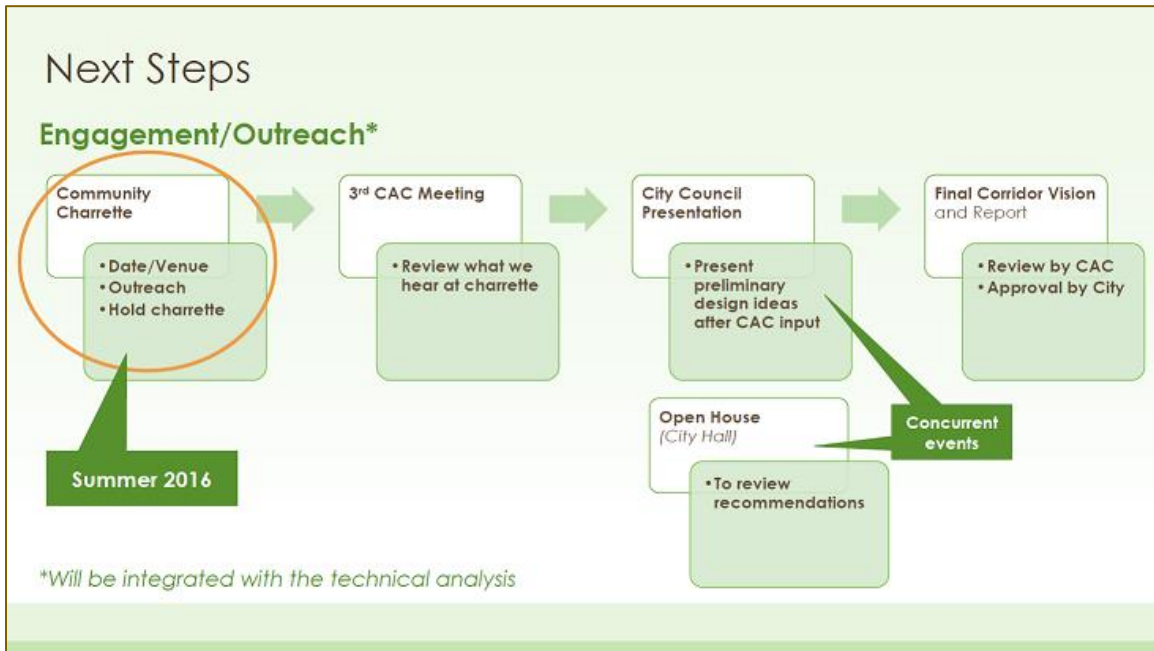 Next Steps
Engagement/Outreach*
Community
Charrette
• Date/Venue
• Outreach
• Hold charrette
Summer 2016
3rd CAC Meeting
• Review what we
hear at charrette
City Council
Presentation
• Present
preliminary
design ideas
after CAC input
Final Corridor Vision
and Report
• Review by CAC
• Approval by City
Open House
(City Hall)
• To review
recommendations
Concurrent
events
*Will be integrated with the technical analysis